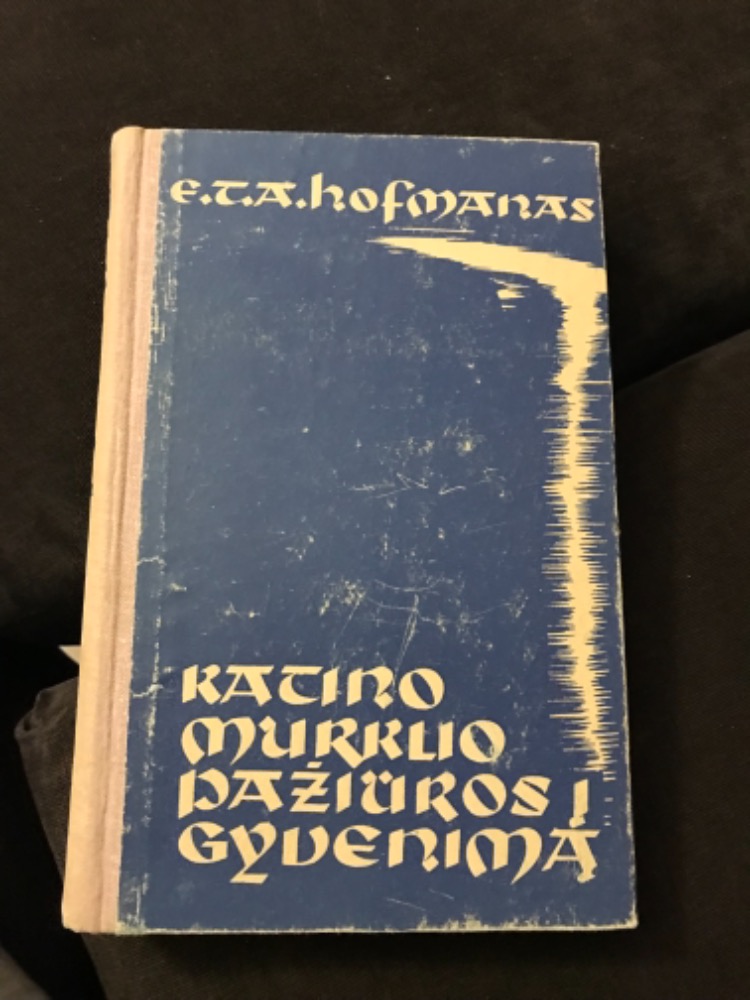 E.T.A. Hofmanas
KATINO
MURKLIO
PAŽIŪROS Į
GYVENIMĄ